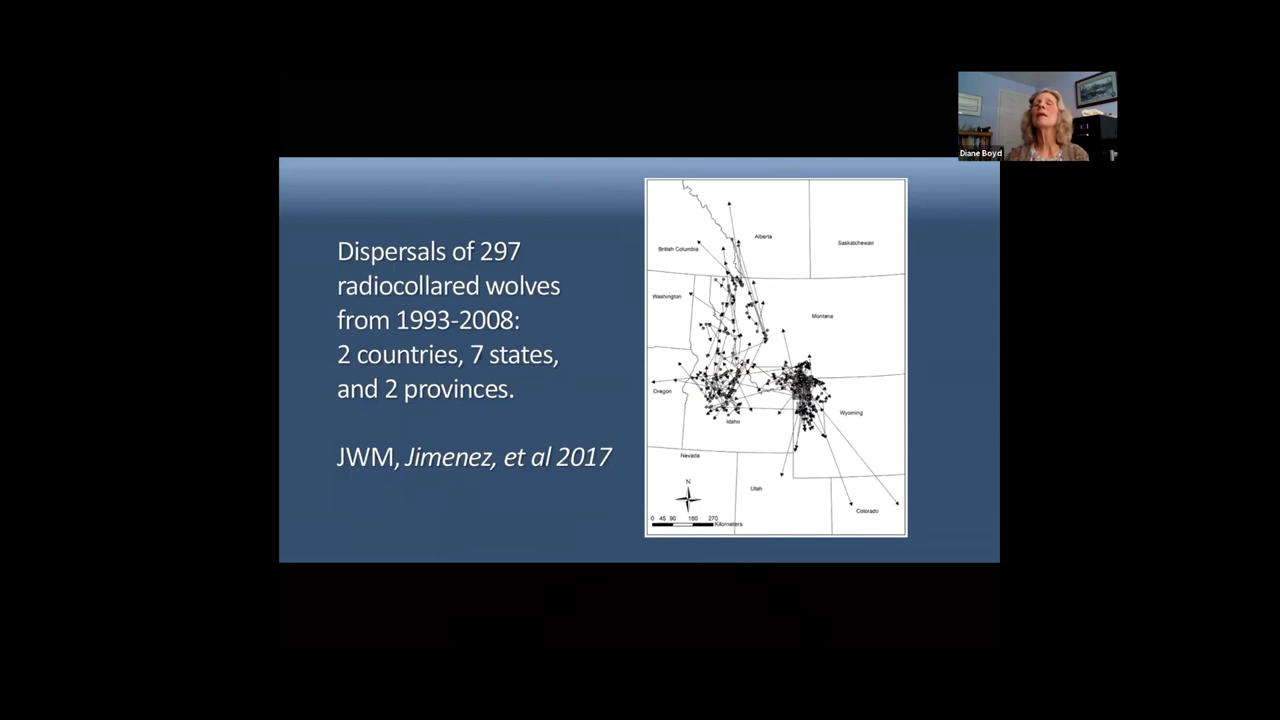 Diane Boyd
Dispersals of 297
radiocollared wolves
from 1993-2008:
2 countries, 7 states,
and 2 provinces.
JWM, Jimenez, et al 2017
Alberta
British Columbia
Saskatchewan
Washington
Montana
Oregon
Wyoming
Idaho
Nevada
Utah
Colorado
N
0 45 90 180 270
Kilometers